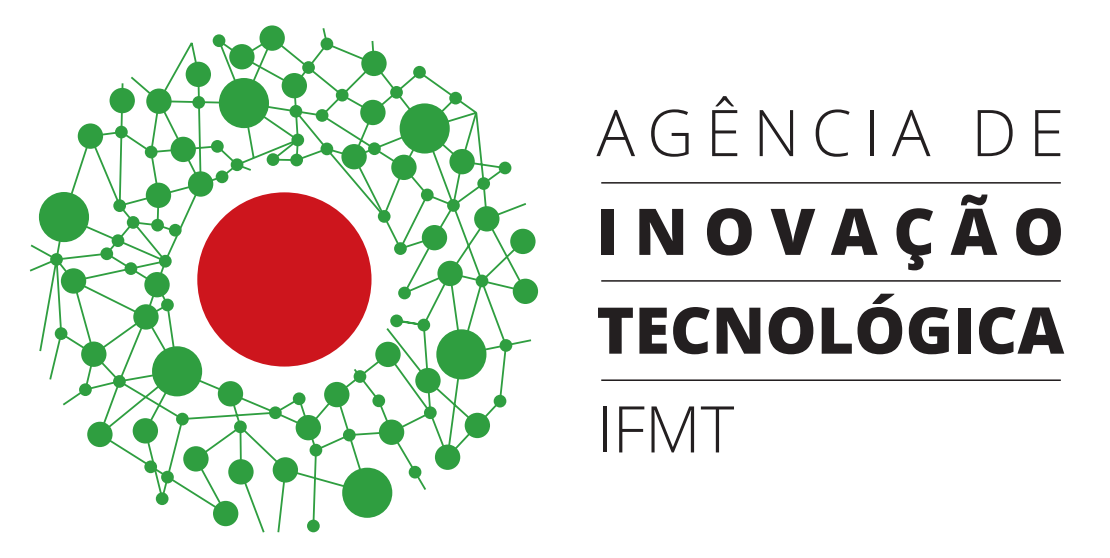 AGÊNCIA DE
INOVAÇÃO
TECNOLÓGICA
IFMT